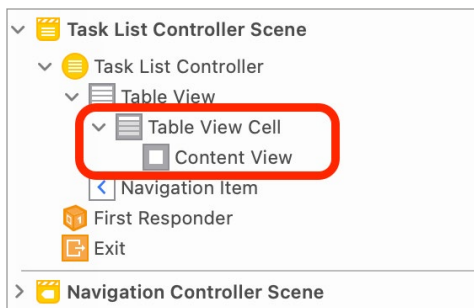 Task List Controller Scene
Task List Controller
Table View
Table View Cell
Content View
Navigation Item
First Responder
Exit
Navigation Controller Scene